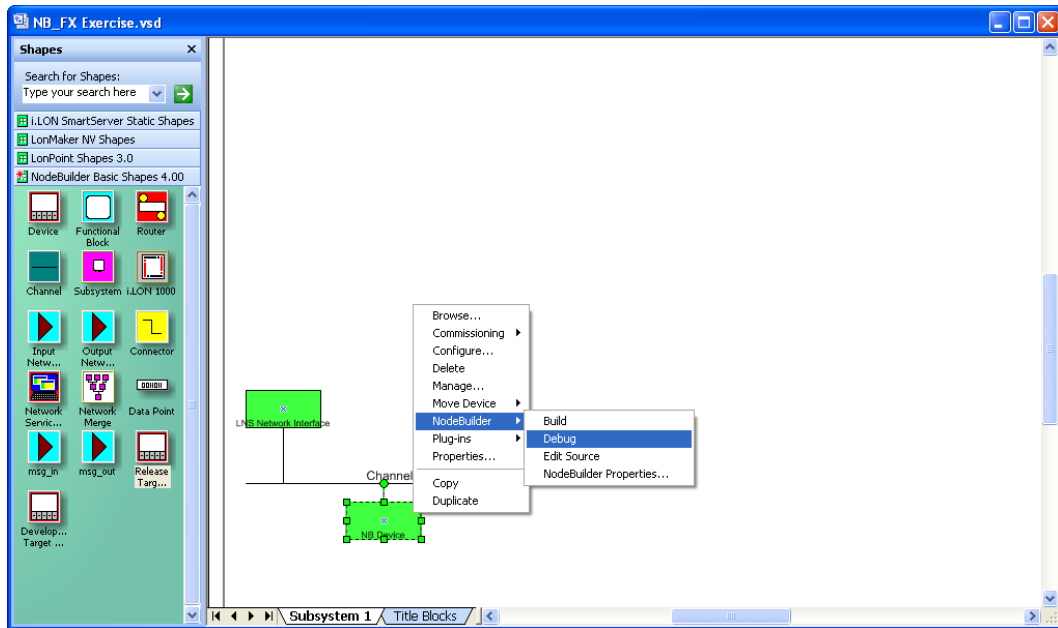 NB_FX Exercise.vsd
Shapes
Search for Shapes:
Type your search here
i.LON SmartServer Static Shapes
LonMaker NV Shapes
LonPoint Shapes 3.0
NodeBuilder Basic Shapes 4.00
Device
Functional Block
Router
Channel
Subsystem
i.LON 1000
Input Netw...
Output Netw...
Connector
Network Servic...
Network Merge
Data Point
msg_in
msg_out
Release Targ...
Develop... Target ...
LNS Network Interface
Channel
NB Device
Browse...
Commissioning
Configure...
Delete
Manage...
Move Device
NodeBuilder
Plug-ins
Properties...
Copy
Duplicate
Build
Debug
Edit Source
NodeBuilder Properties...
Subsystem 1
Title Blocks